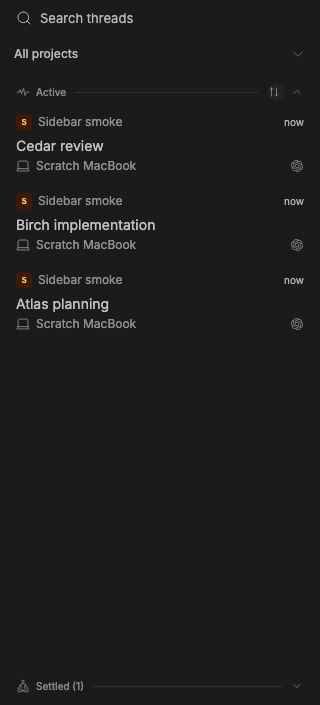 Search threads
All projects
Active
S Sidebar smoke now
Cedar review
Scratch MacBook
S Sidebar smoke now
Birch implementation
Scratch MacBook
S Sidebar smoke now
Atlas planning
Scratch MacBook
Settled (1)